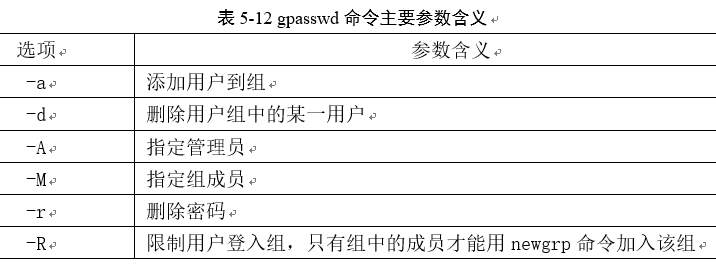 表 5-12 gpasswd 命令主要参数含义
选项 参数含义
-a 添加用户到组
-d 删除用户组中的某一用户
-A 指定管理员
-M 指定组成员
-r 删除密码
-R 限制用户登入组，只有组中的成员才能用 newgrp 命令加入该组